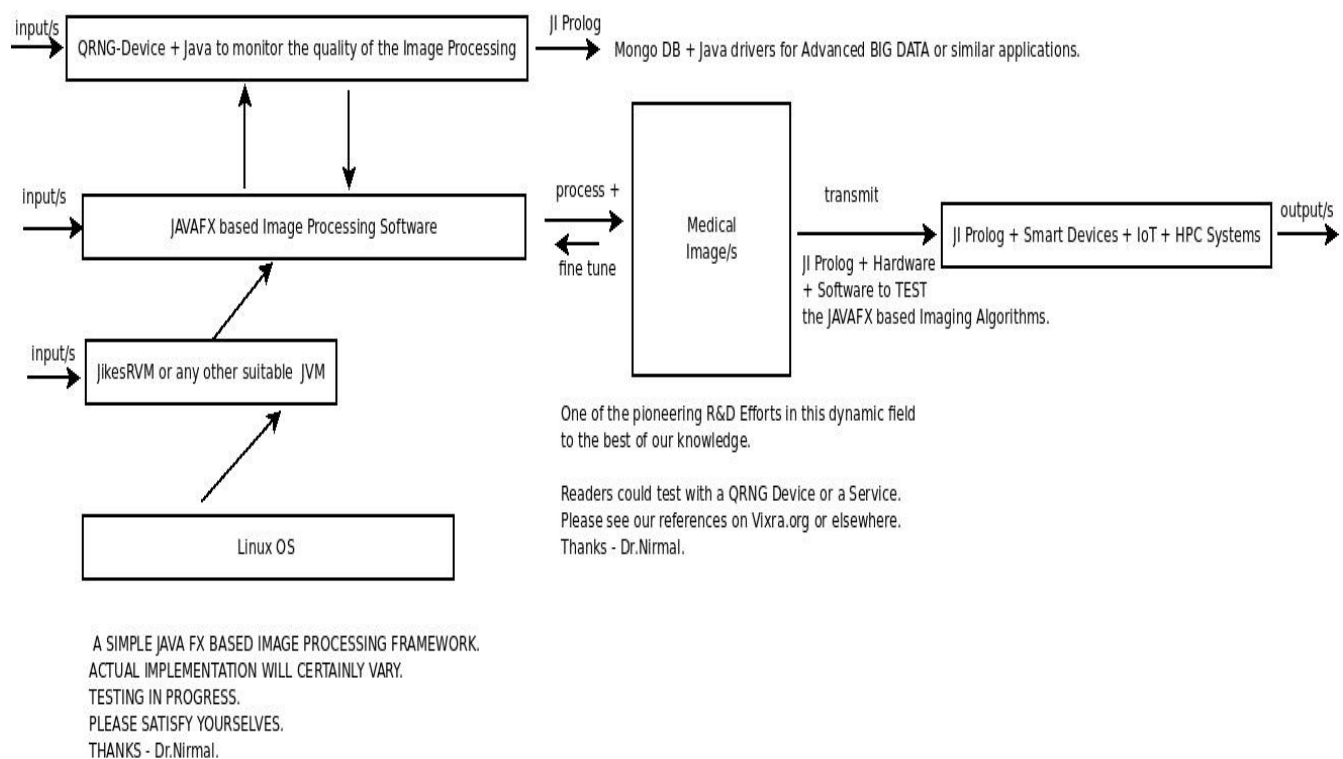 input/s
QRNG-Device + Java to monitor the quality of the Image Processing
JI Prolog
Mongo DB + Java drivers for Advanced BIG DATA or similar applications.
input/s
JAVAFX based Image Processing Software
process +
fine tune
Medical
Image/s
transmit
JI Prolog + Hardware
+ Software to TEST
the JAVAFX based Imaging Algorithms.
JI Prolog + Smart Devices + IoT + HPC Systems
output/s
input/s
JikesRVM or any other suitable JVM
One of the pioneering R&D Efforts in this dynamic field
to the best of our knowledge.
Readers could test with a QRNG Device or a Service.
Please see our references on Vixra.org or elsewhere.
Thanks - Dr.Nirmal.
Linux OS
A SIMPLE JAVA FX BASED IMAGE PROCESSING FRAMEWORK.
ACTUAL IMPLEMENTATION WILL CERTAINLY VARY.
TESTING IN PROGRESS.
PLEASE SATISFY YOURSELVES.
THANKS - Dr.Nirmal.